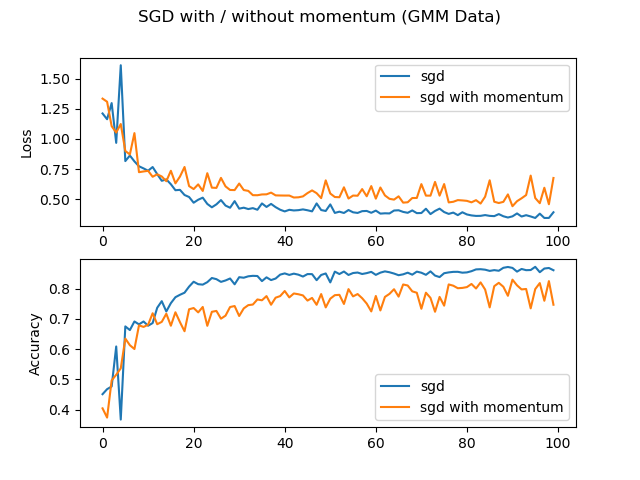 SGD with / without momentum (GMM Data)
1.50
1.25
1.00
0.75
0.50
Loss
sgd
sgd with momentum
0 20 40 60 80 100
0.8
0.7
0.6
0.5
0.4
Accuracy
sgd
sgd with momentum
0 20 40 60 80 100